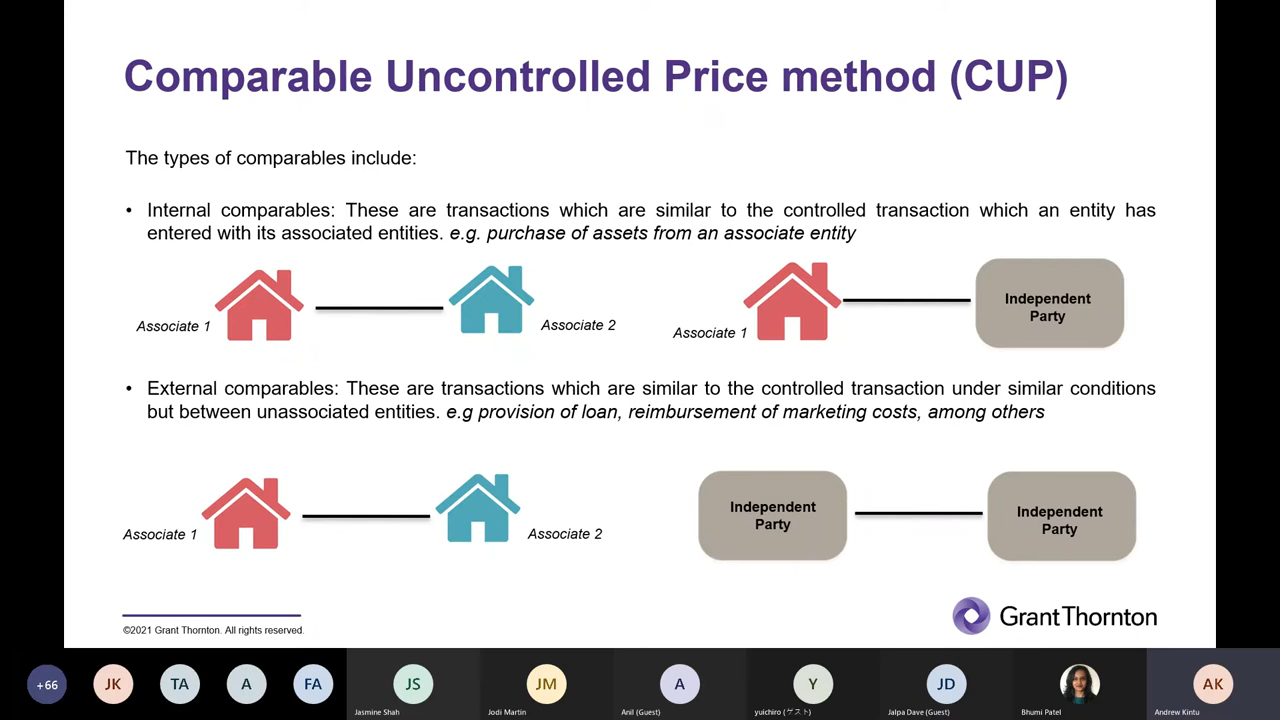 Comparable Uncontrolled Price method (CUP)
The types of comparables include:
• Internal comparables: These are transactions which are similar to the controlled transaction which an entity has
entered with its associated entities. e.g. purchase of assets from an associate entity
Associate 1
Associate 2
Associate 1
Independent
Party
• External comparables: These are transactions which are similar to the controlled transaction under similar conditions
but between unassociated entities. e.g provision of loan, reimbursement of marketing costs, among others
Associate 1
Associate 2
Independent
Party
Independent
Party
©2021 Grant Thornton. All rights reserved.
GrantThornton
+66
JK
TA
A
FA
JS
Jasmine Shah
JM
Jodi Martin
A
Anil (Guest)
Y
yuichiro (ゲスト)
JD
Jalpa Dave (Guest)
Bhumi Patel
AK
Andrew Kintu